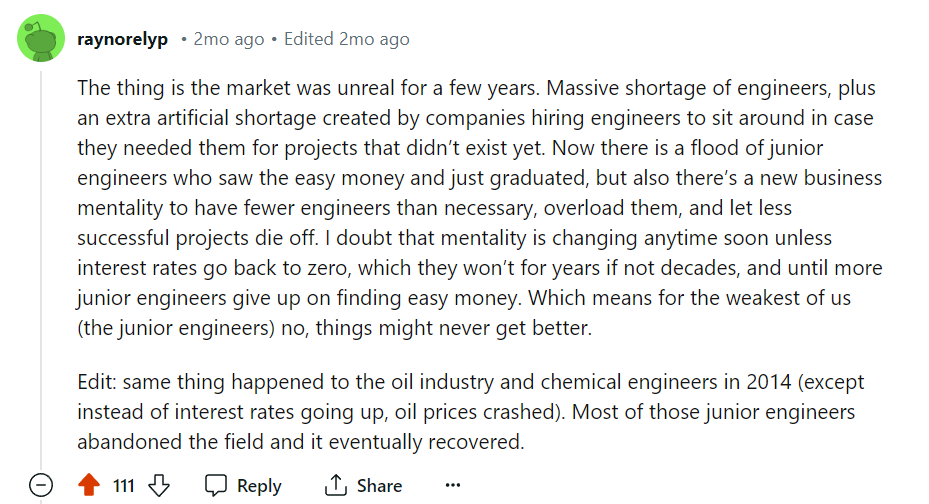 raynorelyp • 2mo ago • Edited 2mo ago
The thing is the market was unreal for a few years. Massive shortage of engineers, plus
an extra artificial shortage created by companies hiring engineers to sit around in case
they needed them for projects that didn’t exist yet. Now there is a flood of junior
engineers who saw the easy money and just graduated, but also there’s a new business
mentality to have fewer engineers than necessary, overload them, and let less
successful projects die off. I doubt that mentality is changing anytime soon unless
interest rates go back to zero, which they won’t for years if not decades, and until more
junior engineers give up on finding easy money. Which means for the weakest of us
(the junior engineers) no, things might never get better.
Edit: same thing happened to the oil industry and chemical engineers in 2014 (except
instead of interest rates going up, oil prices crashed). Most of those junior engineers
abandoned the field and it eventually recovered.
111 Reply Share ...